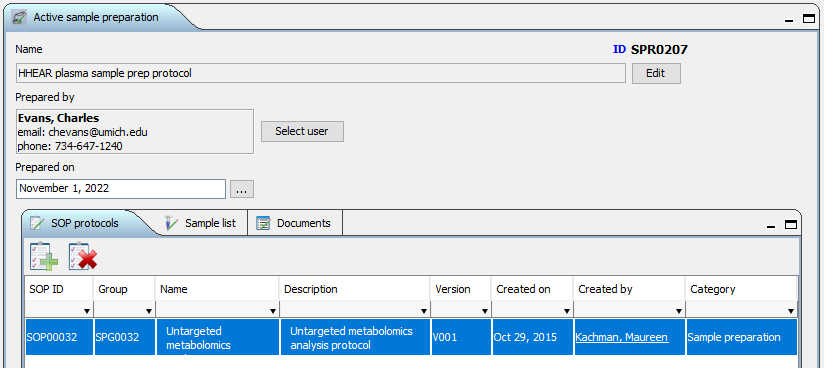 Active sample preparation
Name
ID SPR0207
HHEAR plasma sample prep protocol
Edit
Prepared by
Evans, Charles
email: chevans@umich.edu
phone: 734-647-1240
Select user
Prepared on
November 1, 2022
...
SOP protocols
Sample list
Documents
SOP ID Group Name Description Version Created on Created by Category
SOP00032 SPG0032 Untargeted Untargeted metabolomics V001 Oct 29, 2015 Kachman, Maureen Sample preparation
metabolomics analysis protocol